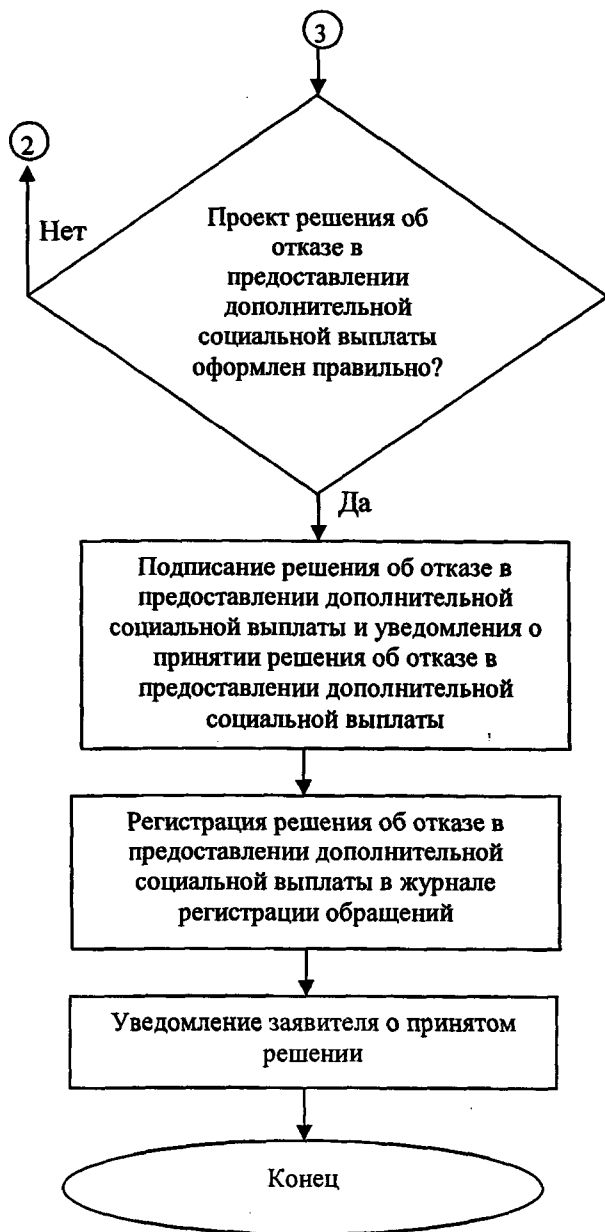 3
2
Нет
Проект решения об
отказе в
предоставлении
дополнительной
социальной выплаты
оформлен правильно?
Да
Подписание решения об отказе в
предоставлении дополнительной
социальной выплаты и уведомления о
принятии решения об отказе в
предоставлении дополнительной
социальной выплаты
Регистрация решения об отказе в
предоставлении дополнительной
социальной выплаты в журнале
регистрации обращений
Уведомление заявителя о принятом
решении
Конец